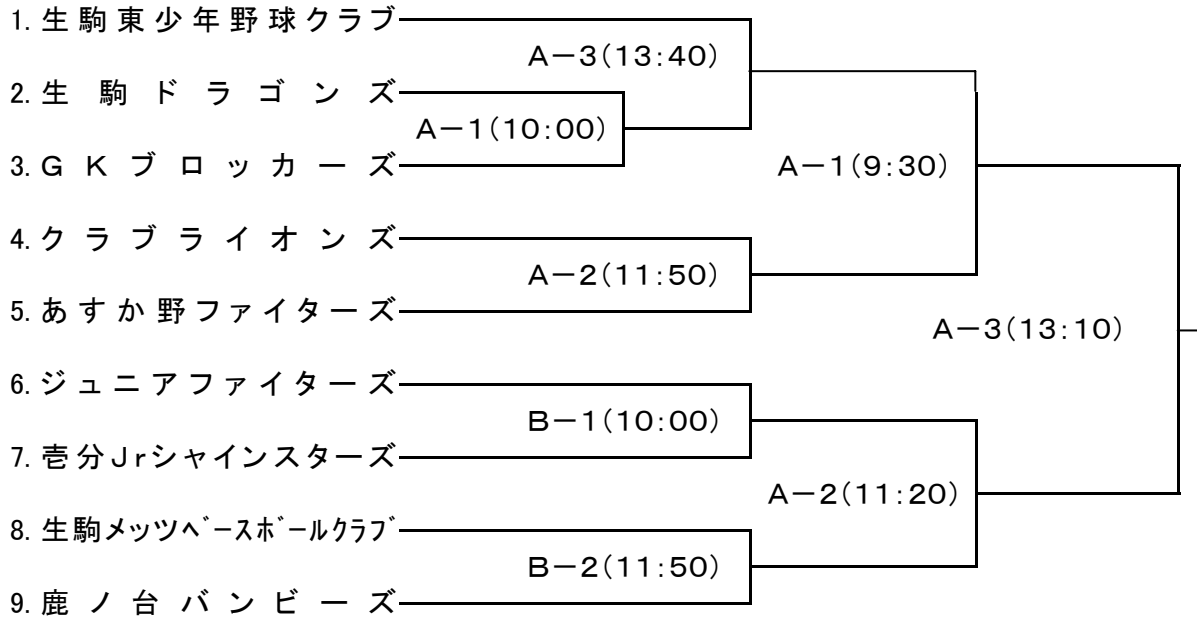 1. 生駒東少年野球クラブ
A－3(13:40)
2. 生駒ドラゴンズ
A－1(10:00)
3. GKブロッカーズ
A－1(9:30)
4. クラブライオンズ
A－2(11:50)
5. あすか野ファイターズ
A－3(13:10)
6. ジュニアファイターズ
B－1(10:00)
7. 壱分Jrシャインスターズ
A－2(11:20)
8. 生駒メッツベースボールクラブ
B－2(11:50)
9. 鹿ノ台バンビーズ